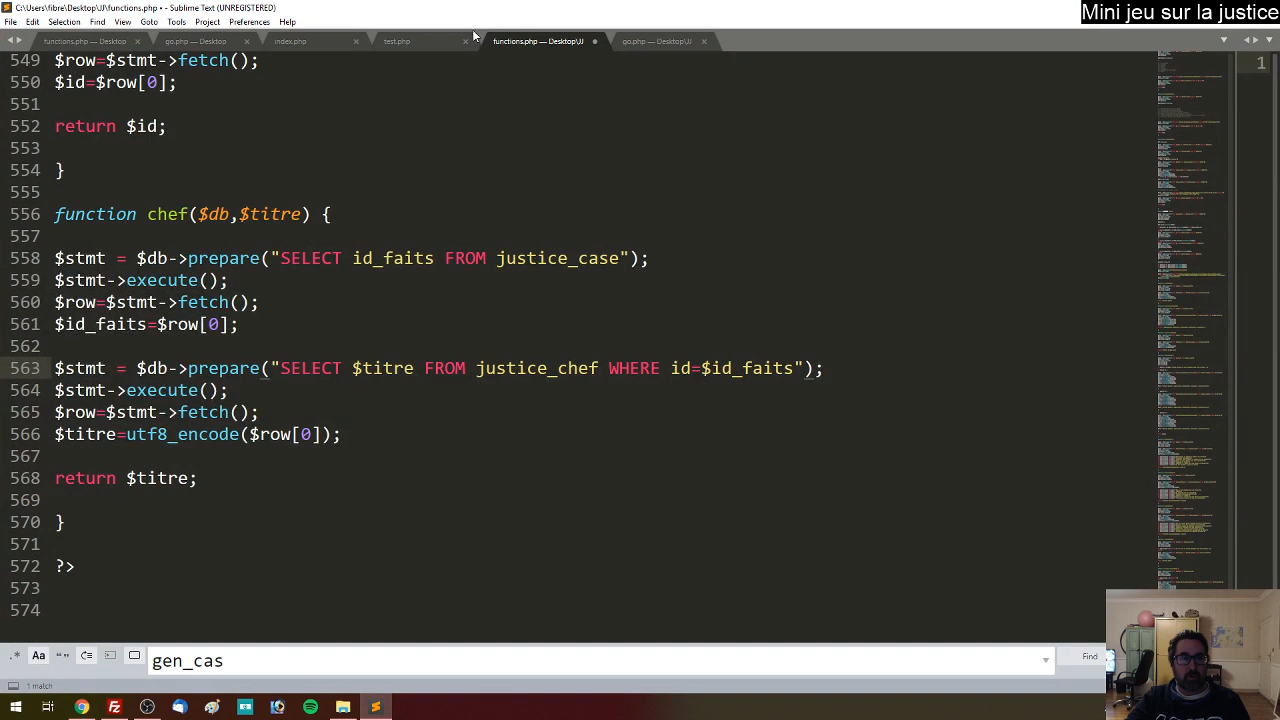 C:\Users\fibre\Desktop\JJ\functions.php • - Sublime Text (UNREGISTERED)
Mini jeu sur la justice
File Edit Selection Find View Goto Tools Project Preferences Help
functions.php — Desktop × go.php — Desktop × index.php × test.php × functions.php — Desktop\JJ • go.php — Desktop\JJ ×
549 $row=$stmt->fetch();
550 $id=$row[0];
551
552 return $id;
553
554 }
555
556 function chef($db,$titre) {
557
558 $stmt = $db->prepare("SELECT id_faits FROM justice_case");
559 $stmt->execute();
560 $row=$stmt->fetch();
561 $id_faits=$row[0];
562
563 $stmt = $db->prepare("SELECT $titre FROM justice_chef WHERE id=$id_faits");
564 $stmt->execute();
565 $row=$stmt->fetch();
566 $titre=utf8_encode($row[0]);
567
568 return $titre;
569
570 }
571
572 ?>
573
574
1
.* Aa “” gen_cas Find
1 match